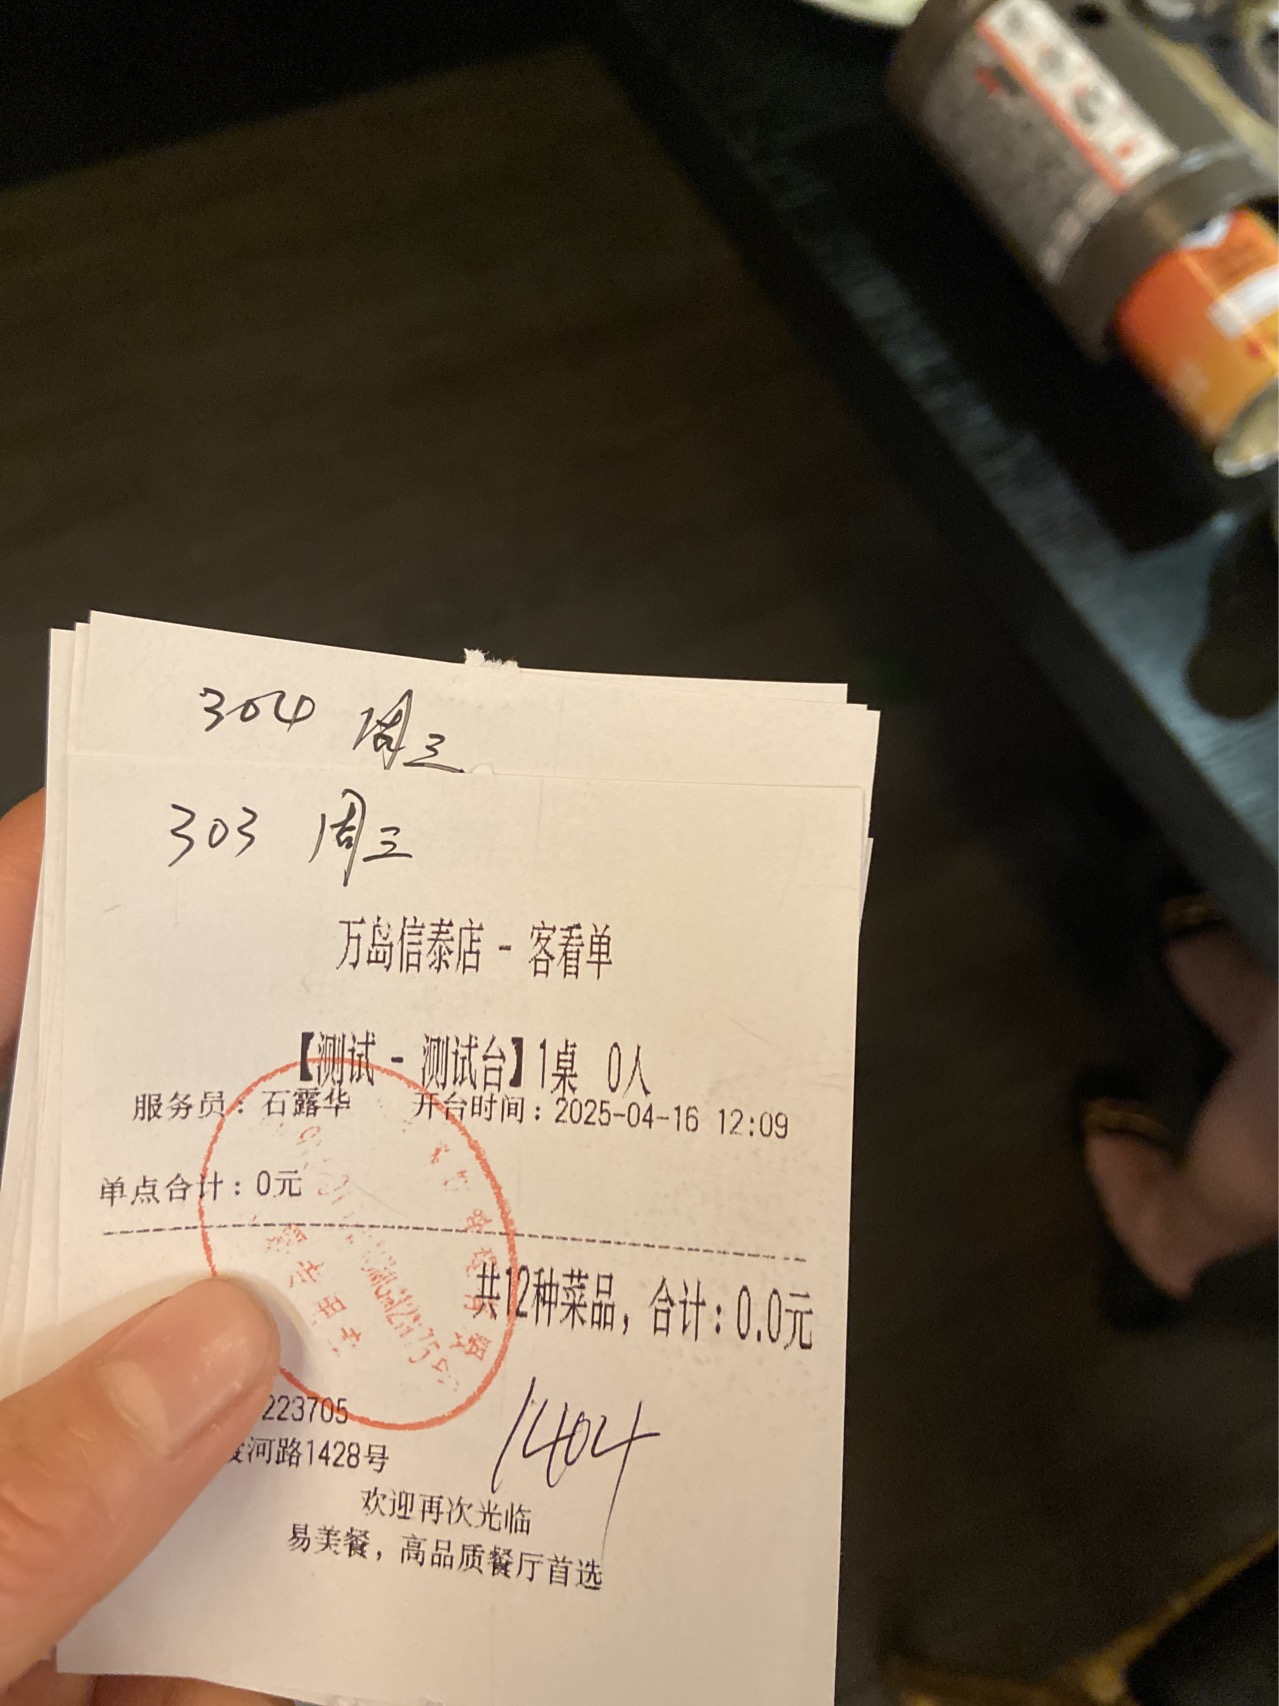 304 周三
303 周三
万岛信泰店 - 客看单
【测试 - 测试台】1桌 0人
服务员：石露华 开台时间：2025-04-16 12:09
单点合计：0元
共12种菜品，合计：0.0元
223705
河路1428号
1404
欢迎再次光临
易美餐，高品质餐厅首选